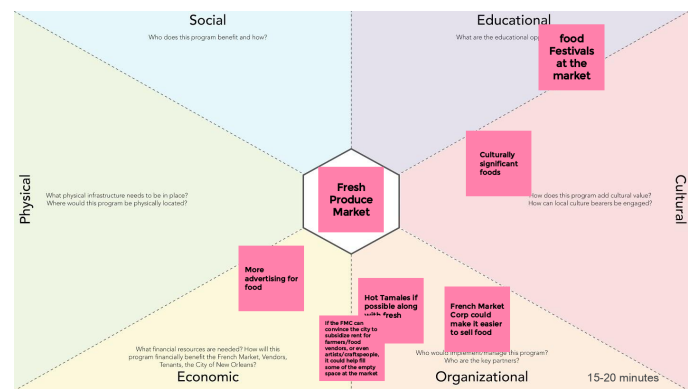 Social
Who does this program benefit and how?
Educational
What are the educational opp
food
Festivals
at the
market
Culturally
significant
foods
Physical
What physical infrastructure needs to be in place?
Where would this program be physically located?
Fresh
Produce
Market
How does this program add cultural value?
How can local culture bearers be engaged?
Cultural
More
advertising for
food
Hot Tamales if
possible along
with fresh
If the FMC can
convince the city to
subsidize rent for
farmers/food
vendors, or even
artists/craftspeople,
it could help fill
some of the empty
space at the market
French Market
Corp could
make it easier
to sell food
What financial resources are needed? How will this
program financially benefit the French Market, Vendors,
Tenants, the City of New Orleans?
Economic
Who would implement/manage this program?
Who are the key partners?
Organizational
15-20 minutes